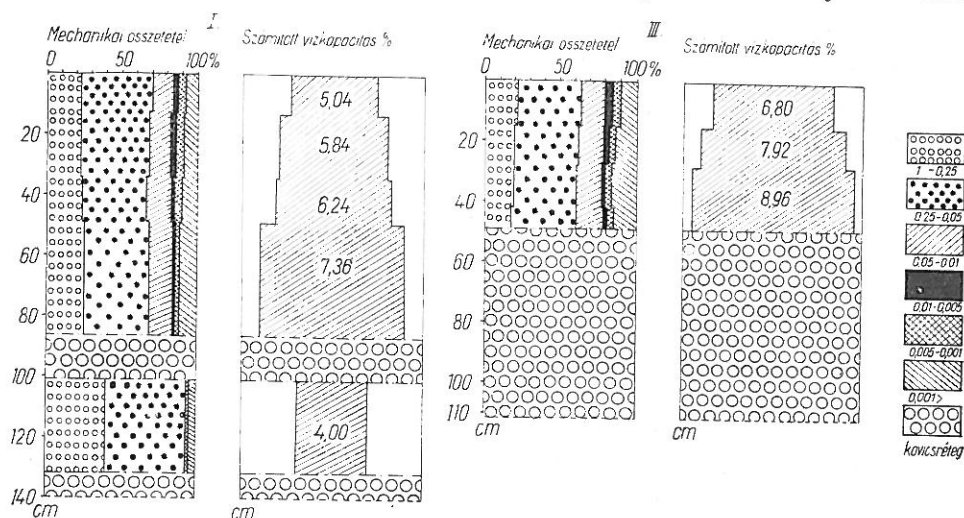 I.
Mechanikai összetétel
0 50 100%
Számított vízkapacitás %
20
40
60
80
100
120
140
cm
5,04
5,84
6,24
7,36
4,00
cm
III.
Mechanikai összetétel
0 50 100%
Számított vízkapacitás %
20
40
60
80
100
110
cm
6,80
7,92
8,96
cm
1-0,25
0,25-0,05
0,05-0,01
0,01-0,005
0,005-0,001
0,001>
kavicsréteg